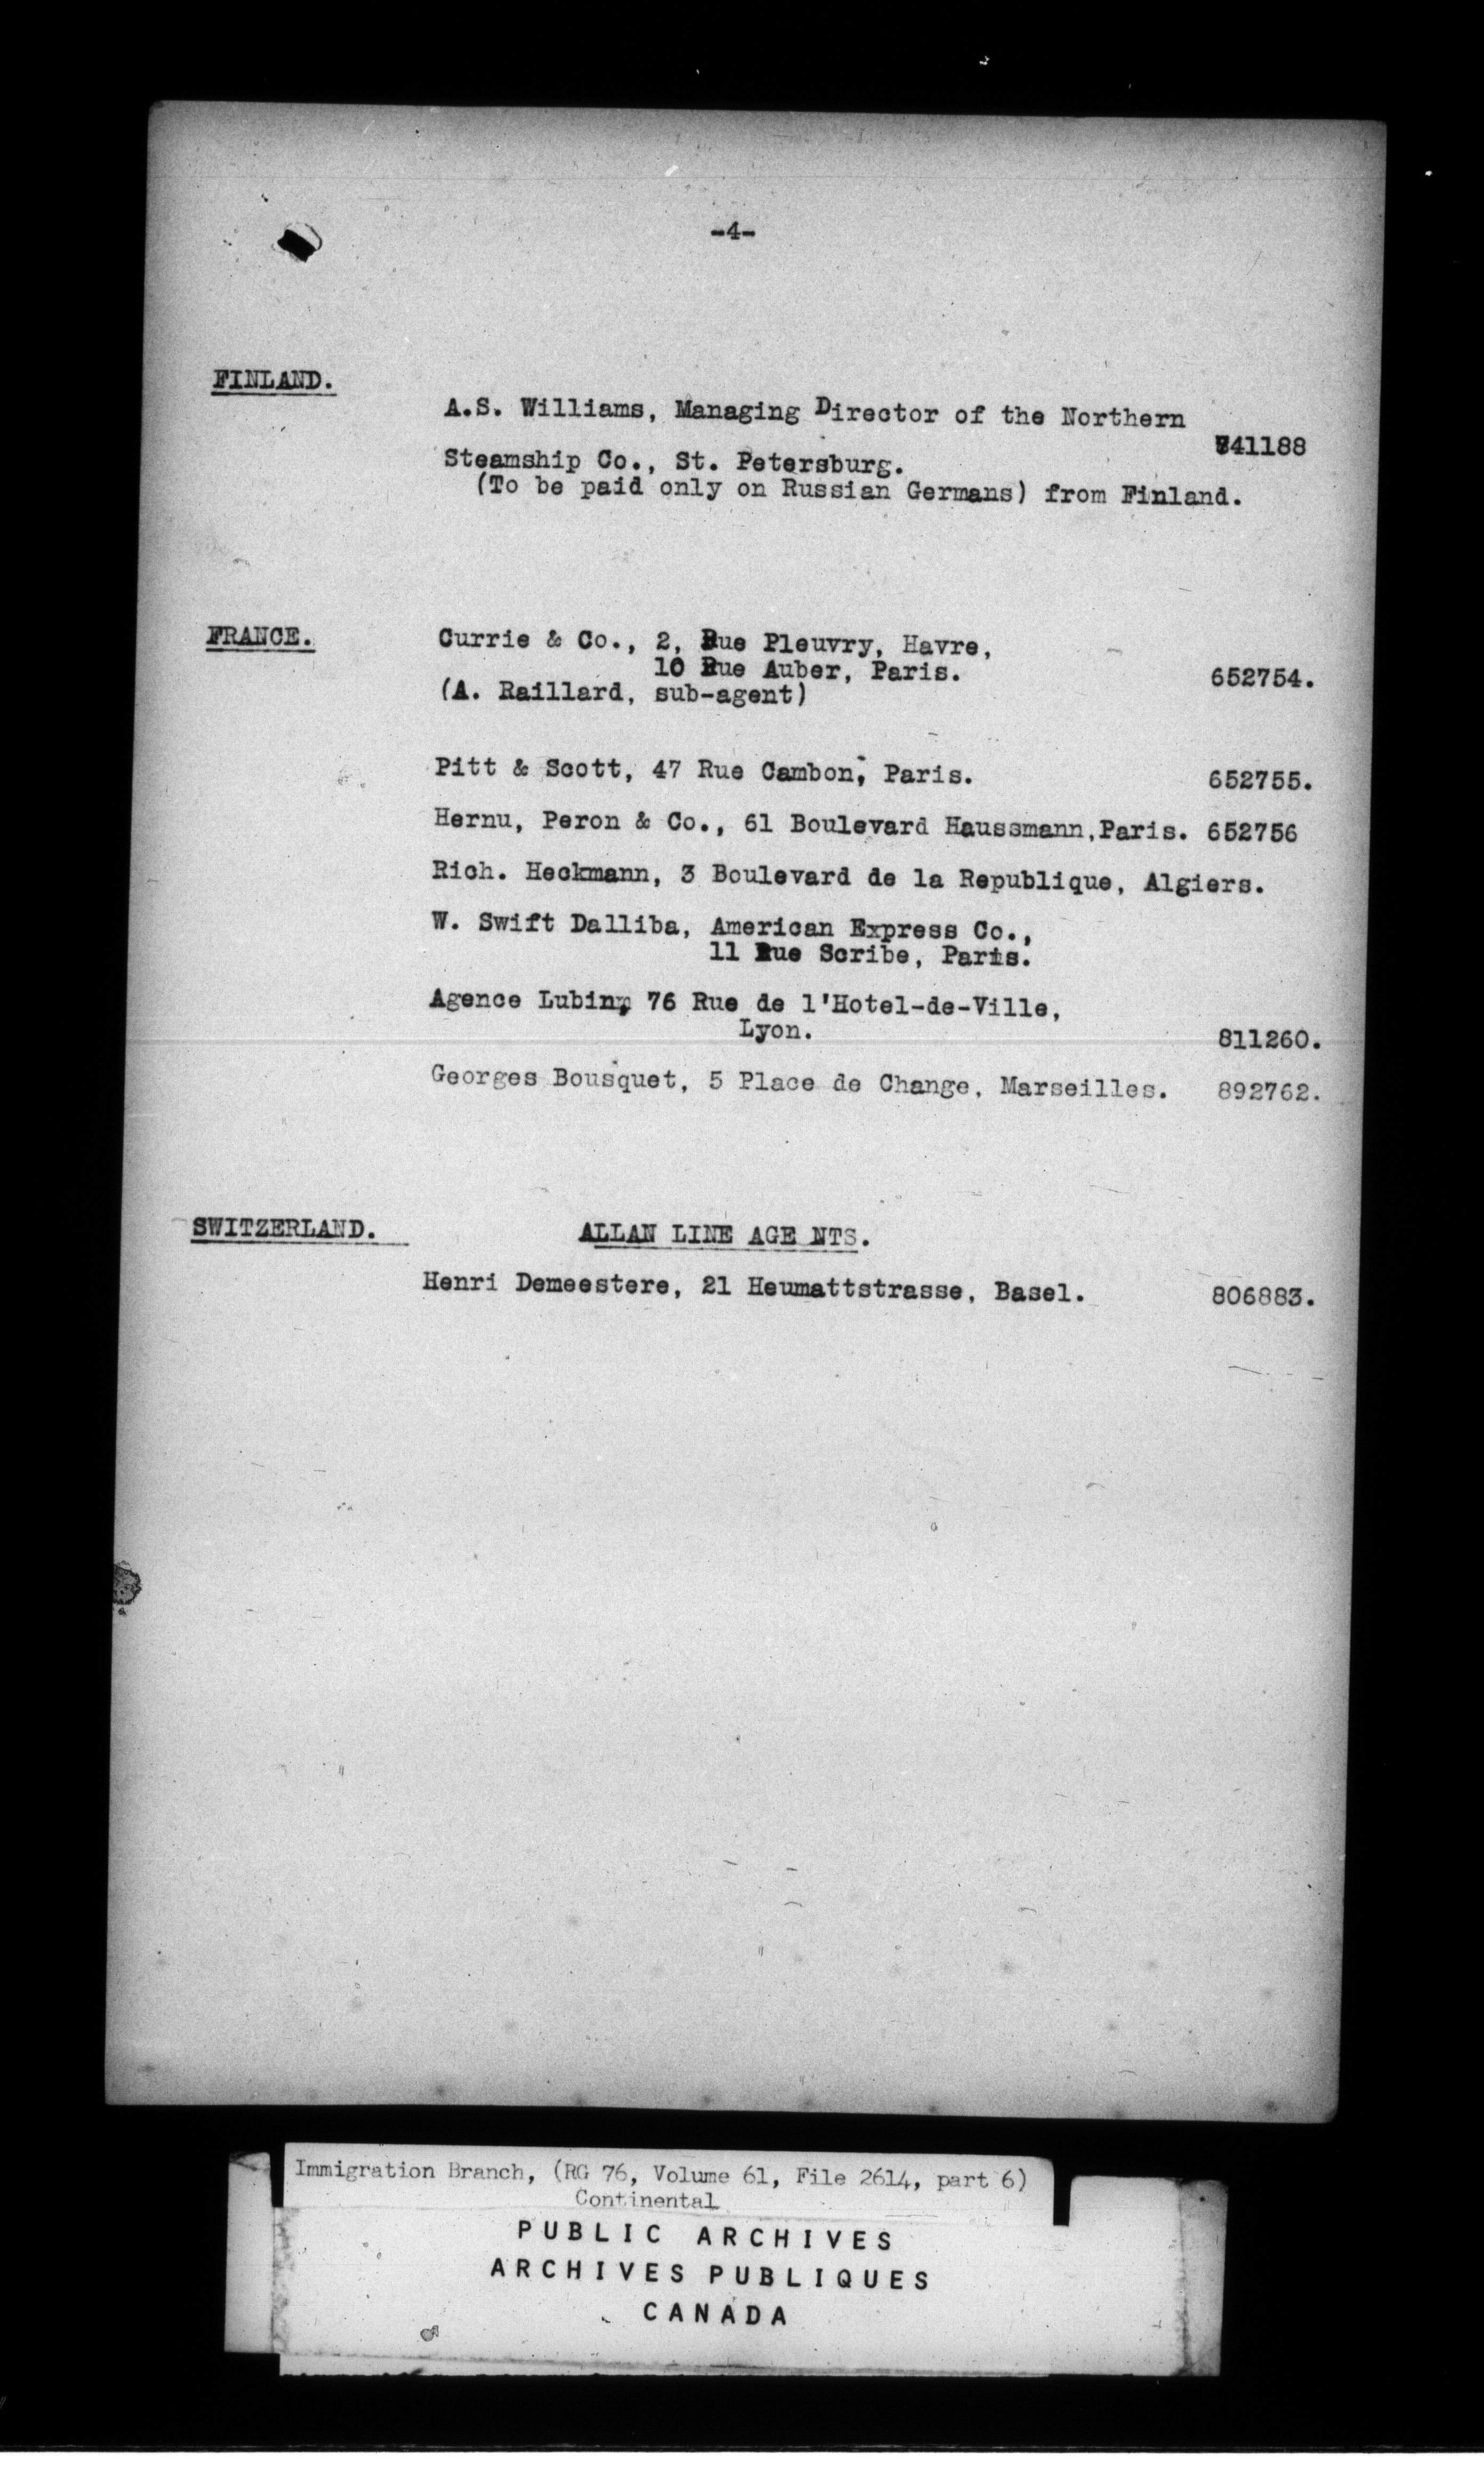 -4-
FINLAND.
A.S. Williams, Managing Director of the Northern
841188
Steamship Co., St. Petersburg.
(To be paid only on Russian Germans) from Finland.
FRANCE.
Currie & Co., 2, Rue Pleuvry, Havre,
10 Rue Auber, Paris.
652754.
(A. Raillard, sub-agent)
Pitt & Scott, 47 Rue Cambon, Paris. 652755.
Hernu, Peron & Co., 61 Boulevard Haussmann,Paris. 652756
Rich. Heckmann, 3 Boulevard de la Republique, Algiers.
W. Swift Dalliba, American Express Co.,
11 Rue Scribe, Paris.
Agence Lubin, 76 Rue de l'Hotel-de-Ville,
Lyon. 811260.
Georges Bousquet, 5 Place de Change, Marseilles. 892762.
SWITZERLAND. ALLAN LINE AGE NTS.
Henri Demeestere, 21 Heumattstrasse, Basel. 806883.
Immigration Branch, (RG 76, Volume 61, File 2614, part 6)
Continental
PUBLIC ARCHIVES
ARCHIVES PUBLIQUES
CANADA